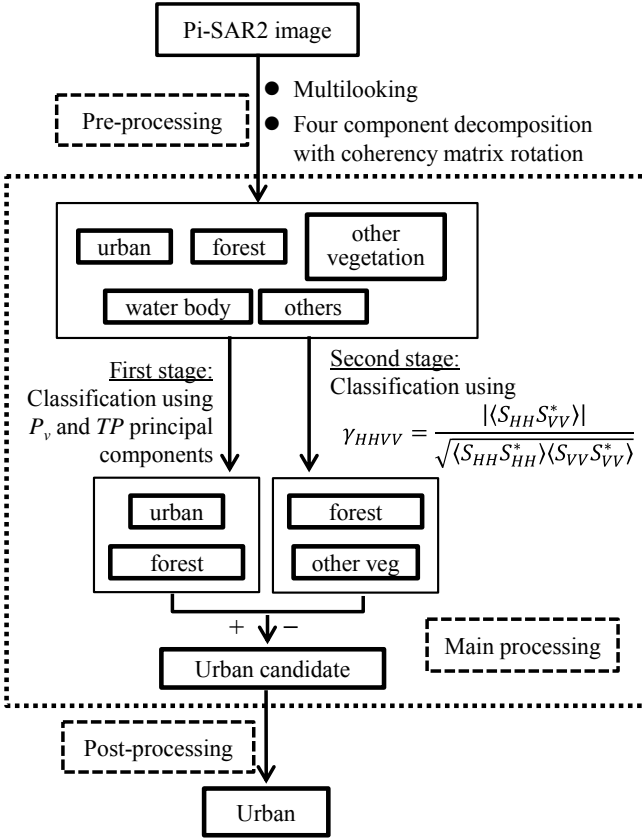 Pi-SAR2 image
● Multilooking
Pre-processing
● Four component decomposition
with coherency matrix rotation
urban
forest
other
vegetation
water body
others
First stage:
Classification using
P_v and TP principal
components
Second stage:
Classification using
γ_HHVV = |⟨S_HH S*_VV⟩| / √(⟨S_HH S*_HH⟩⟨S_VV S*_VV⟩)
urban
forest
forest
other veg
+ −
Urban candidate
Main processing
Post-processing
Urban